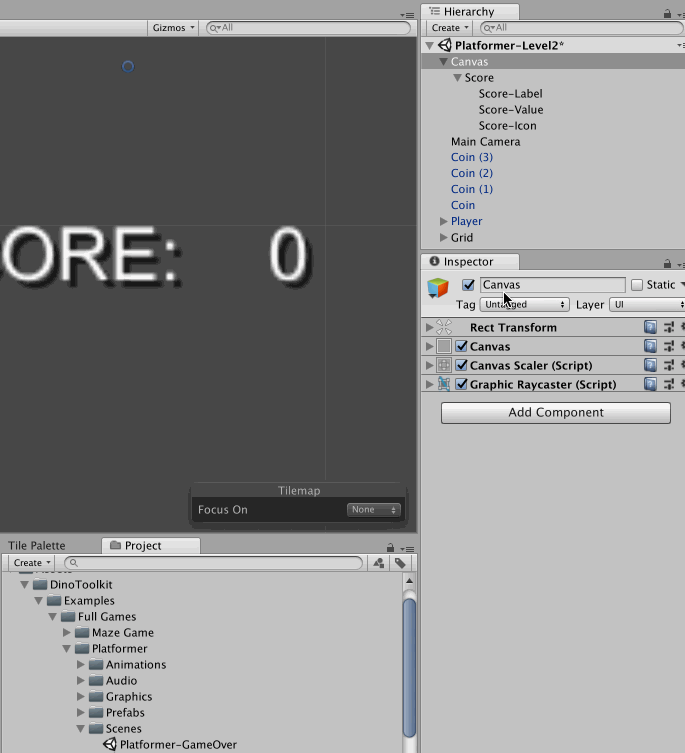 Gizmos
All
ORE: 0
Tilemap
Focus On None
Tile Palette
Project
Create
DinoToolkit
Examples
Full Games
Maze Game
Platformer
Animations
Audio
Graphics
Prefabs
Scenes
Platformer-GameOver
Hierarchy
Create
All
Platformer-Level2*
Canvas
Score
Score-Label
Score-Value
Score-Icon
Main Camera
Coin (3)
Coin (2)
Coin (1)
Coin
Player
Grid
Inspector
Canvas
Static
Tag Untagged Layer UI
Rect Transform
Canvas
Canvas Scaler (Script)
Graphic Raycaster (Script)
Add Component